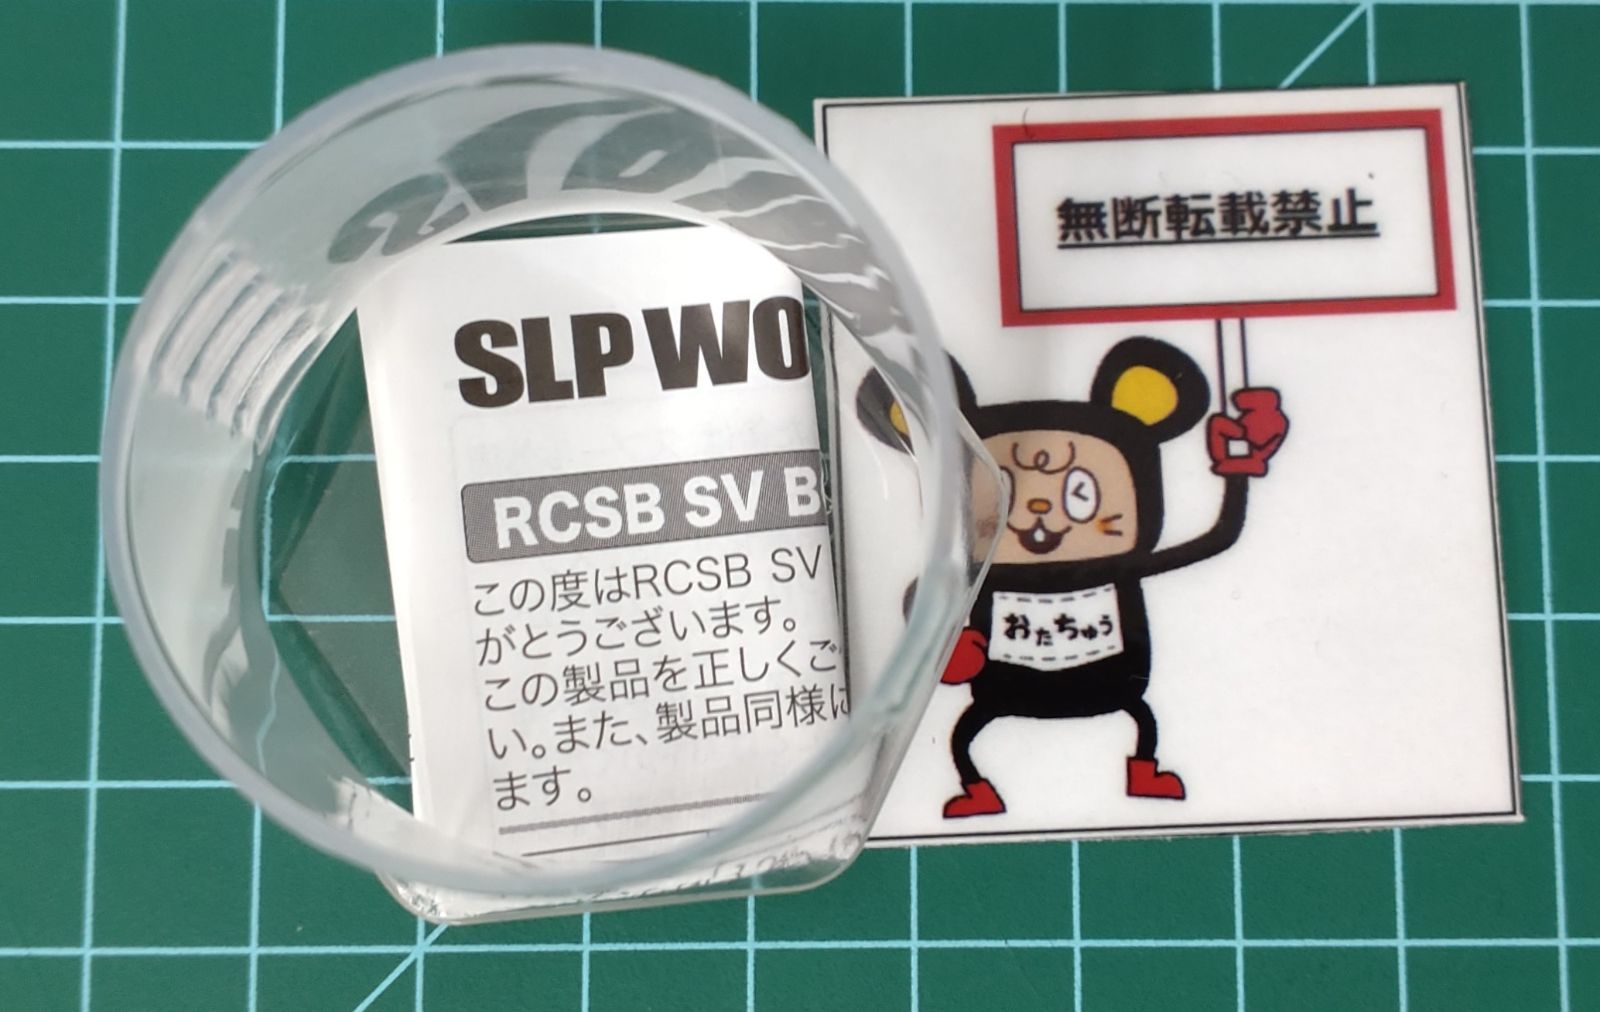 SLP WO
RCSB SV B
この度はRCSB SV
がとうございます。
この製品を正しくご
い。また、製品同様に
ます。
無断転載禁止
おたちゅう